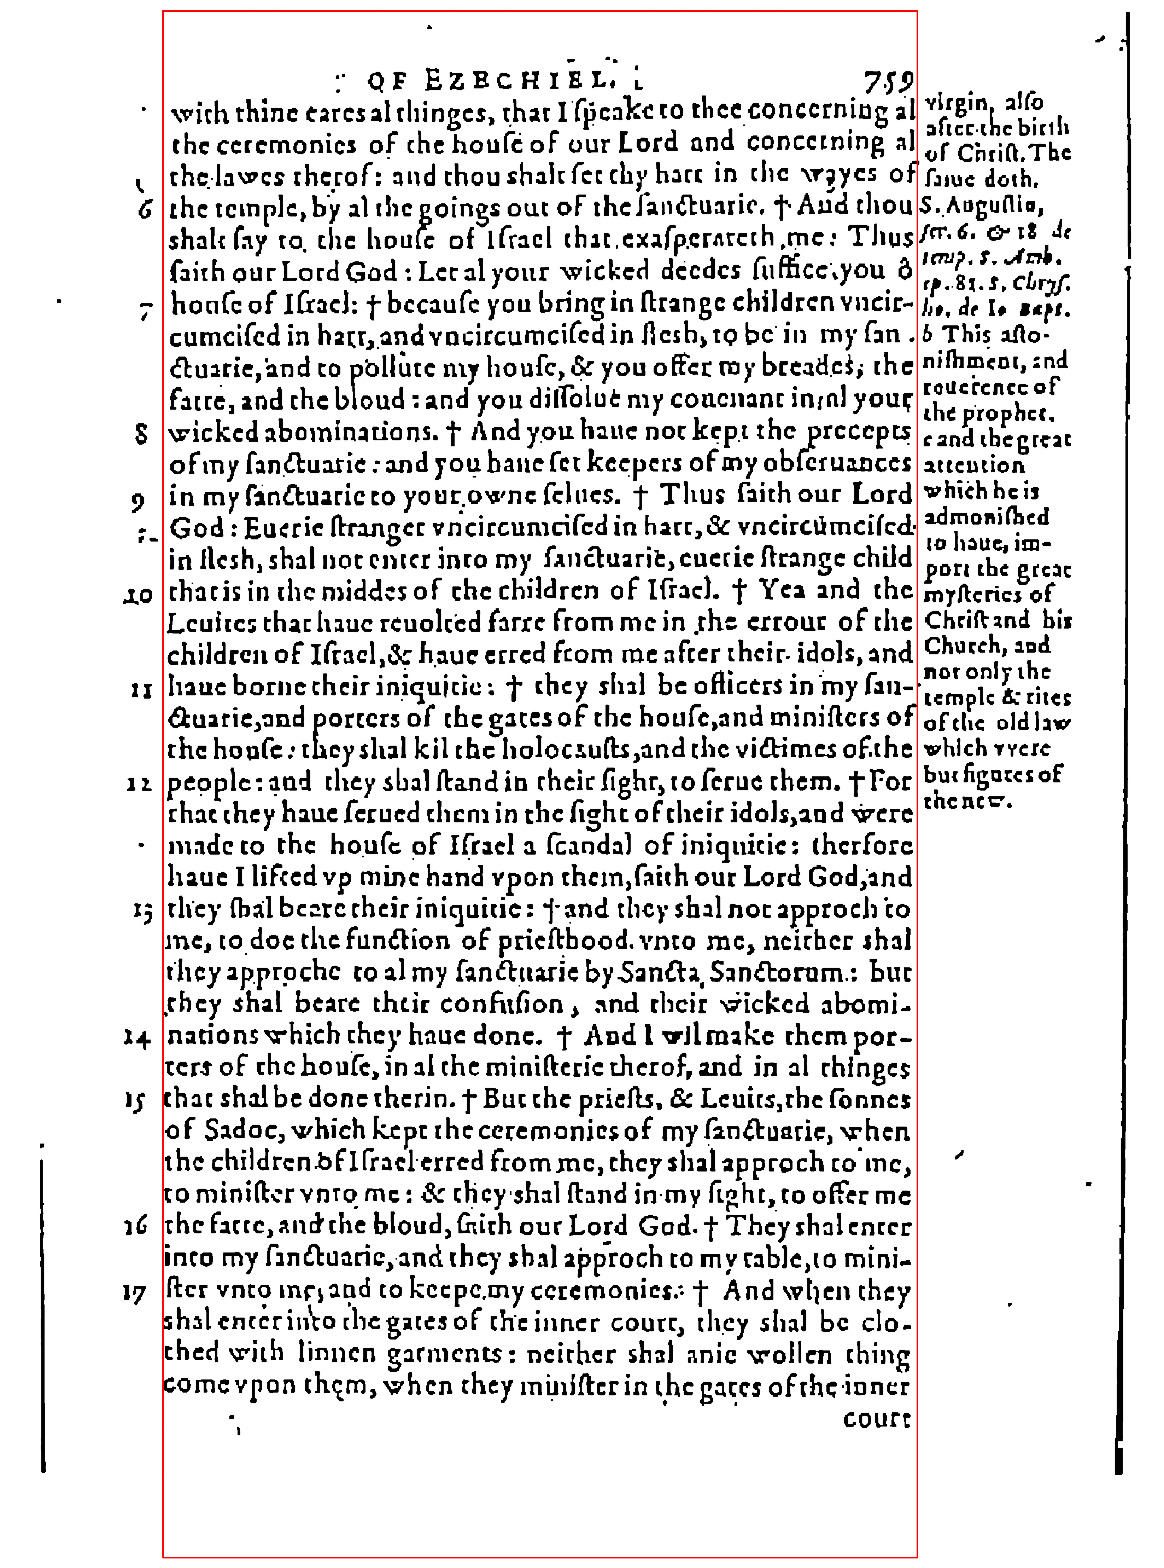 OF EZECHIEL. 759
with thine eares al thinges, that I ſpeake to thee concerning al
the ceremonies of the houſe of our Lord and concerning al
the lawes therof: and thou shalt ſet thy hart in the wayes of
6 the temple, by al the goings out of the ſanctuarie. † And thou
shalt ſay to the houſe of Iſrael that exaſperateth me: Thus
ſaith our Lord God: Let al your wicked deedes ſuffice you ô
7 houſe of Iſrael: † becauſe you bring in ſtrange children vncir-
cumciſed in hart, and vncircumciſed in flesh, to be in my ſan
ctuarie, and to pollute my houſe, & you offer my breades, the
fatte, and the bloud: and you diſſolue my couenant in al your
8 wicked abominations. † And you haue not kept the precepts
of my ſanctuarie: and you haue ſet keepers of my obſeruances
9 in my ſanctuarie to your owne ſelues. † Thus ſaith our Lord
God: Euerie ſtranger vncircumciſed in hart, & vncircumciſed
in flesh, shal not enter into my ſanctuarie, euerie ſtrange child
10 that is in the middes of the children of Iſrael. † Yea and the
Leuites that haue reuolted farre from me in the errour of the
children of Iſrael, & haue erred from me after their idols, and
11 haue borne their iniquitie: † they shal be officers in my ſan-
ctuarie, and porters of the gates of the houſe, and miniſters of
the houſe: they shal kil the holocauſts, and the victimes of the
12 people: and they shal ſtand in their ſight, to ſerue them. † For
that they haue ſerued them in the ſight of their idols, and were
made to the houſe of Iſrael a ſcandal of iniquitie: therfore
haue I lifted vp mine hand vpon them, ſaith our Lord God, and
13 they ſhal beare their iniquitie: † and they shal not approch to
me, to doe the function of prieſthood vnto me, neither shal
they approche to al my ſanctuarie by Sancta Sanctorum: but
they shal beare their confuſion, and their wicked abomi-
14 nations which they haue done. † And I wil make them por-
ters of the houſe, in al the miniſterie therof, and in al thinges
15 that shal be done therin. † But the prieſts, & Leuits, the ſonnes
of Sadoc, which kept the ceremonies of my ſanctuarie, when
the children of Iſrael erred from me, they shal approch to me,
to miniſter vnto me: & they shal ſtand in my ſight, to offer me
16 the fatte, and the bloud, ſaith our Lord God. † They shal enter
into my ſanctuarie, and they shal approch to my table, to mini-
17 ſter vnto me, and to keepe my ceremonies. † And when they
shal enter into the gates of the inner court, they shal be clo-
thed with linnen garments: neither shal anie wollen thing
come vpon them, when they miniſter in the gates of the inner
court
virgin, alſo
after the birth
of Chriſt. The
ſame doth.
S. Auguſtin,
ſer. 6. & 18 de
temp. S. Amb.
ep. 81. S. Chryſ.
ho. de Io Bapt.
b This aſto-
niſhment, and
reuerence of
the prophet,
and the great
attention
which he is
admoniſhed
to haue, im-
port the great
myſteries of
Chriſt and his
Church, and
not only the
temple & rites
of the old law
which were
but figures of
the new.